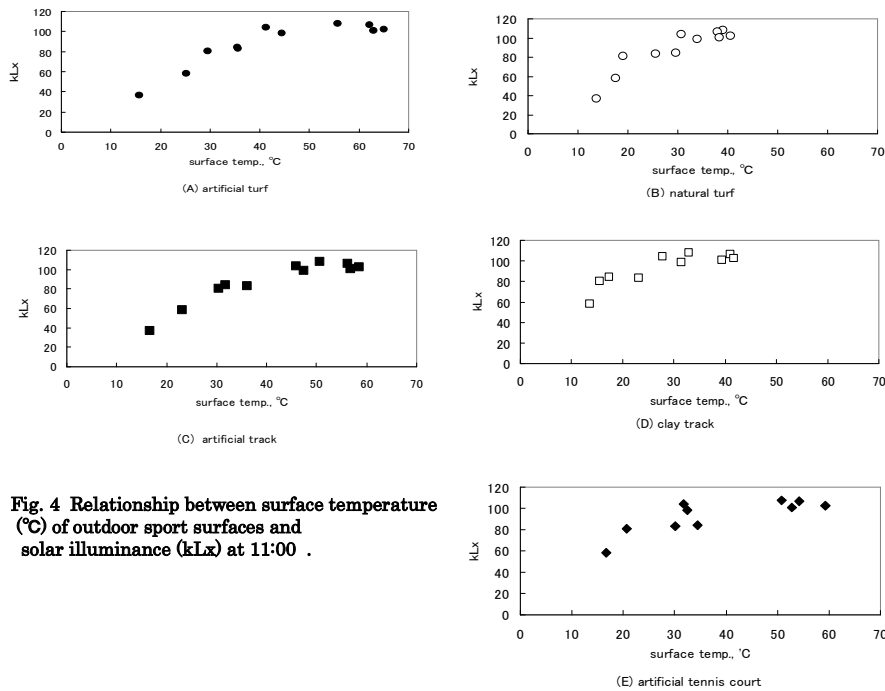 120
100
80
60
40
20
0
kLx
0 10 20 30 40 50 60 70
surface temp., ℃
(A) artificial turf
120
100
80
60
40
20
0
kLx
0 10 20 30 40 50 60 70
surface temp., ℃
(B) natural turf
120
100
80
60
40
20
0
kLx
0 10 20 30 40 50 60 70
surface temp., ℃
(C) artificial track
120
100
80
60
40
20
0
kLx
0 10 20 30 40 50 60 70
surface temp., ℃
(D) clay track
Fig. 4 Relationship between surface temperature
(℃) of outdoor sport surfaces and
solar illuminance (kLx) at 11:00 .
120
100
80
60
40
20
0
kLx
0 10 20 30 40 50 60 70
surface temp., ℃
(E) artificial tennis court